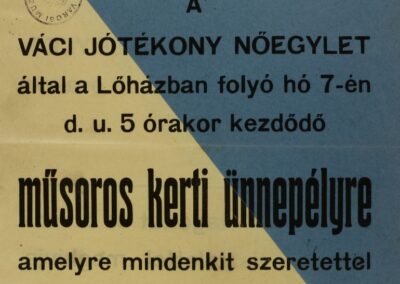 A
VÁCI JÓTÉKONY NŐEGYLET
által a Lőházban folyó hó 7-én
d. u. 5 órakor kezdődő
műsoros kerti ünnepélyre
amelyre mindenkit szeretettel